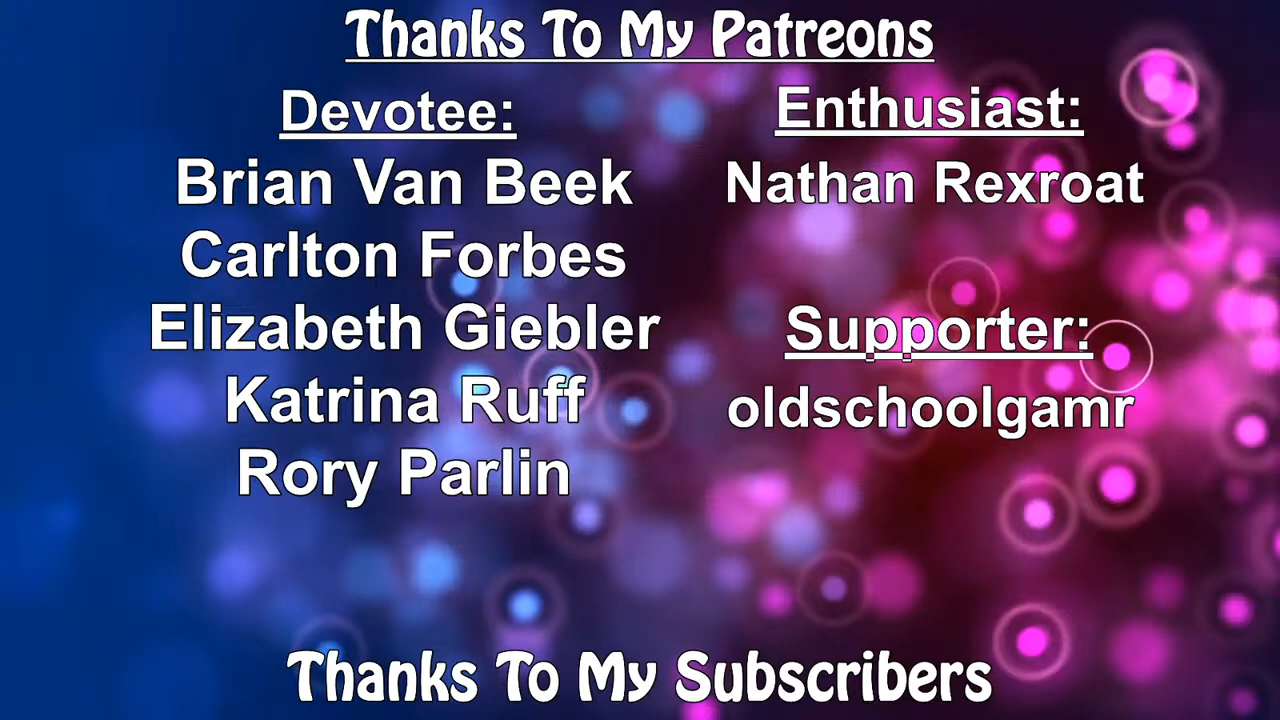 Thanks To My Patreons
Devotee:
Brian Van Beek
Carlton Forbes
Elizabeth Giebler
Katrina Ruff
Rory Parlin
Enthusiast:
Nathan Rexroat
Supporter:
oldschoolgamr
Thanks To My Subscribers